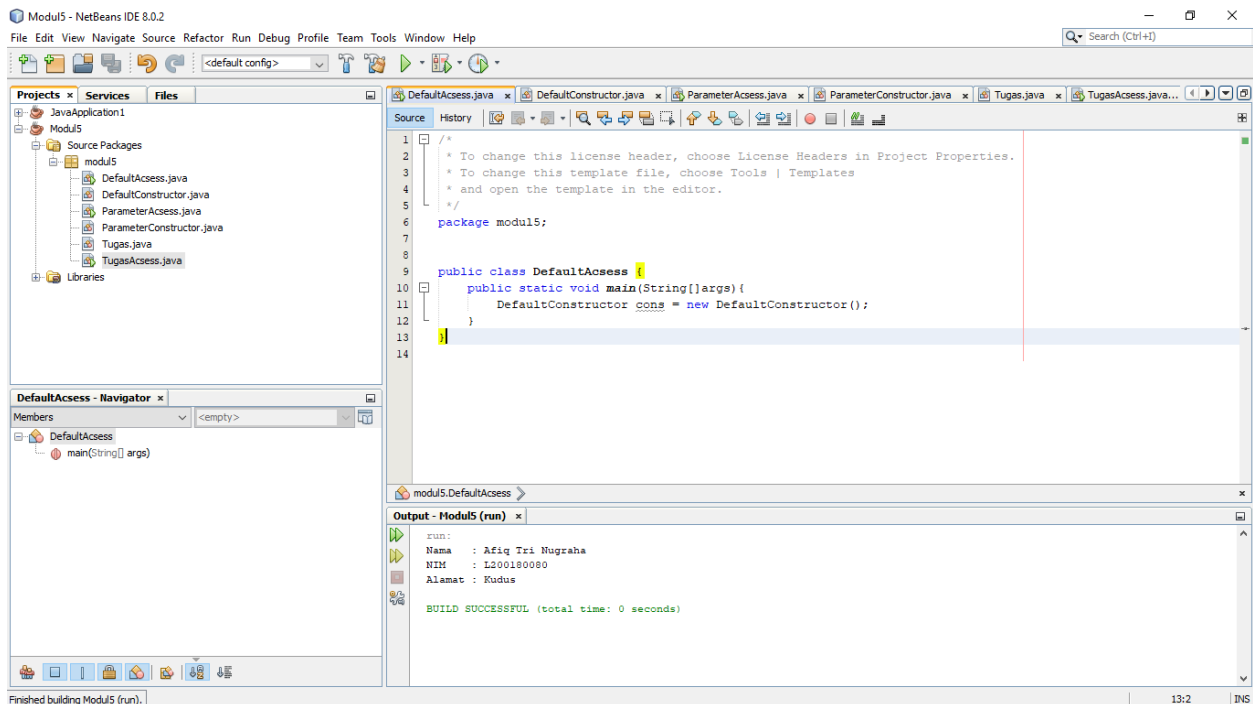 Modul5 - NetBeans IDE 8.0.2
File Edit View Navigate Source Refactor Run Debug Profile Team Tools Window Help
Search (Ctrl+I)
<default config>
Projects x Services Files
JavaApplication1
Modul5
Source Packages
modul5
DefaultAcsess.java
DefaultConstructor.java
ParameterAcsess.java
ParameterConstructor.java
Tugas.java
TugasAcsess.java
Libraries
DefaultAcsess - Navigator x
Members <empty>
DefaultAcsess
main(String[] args)
DefaultAcsess.java x DefaultConstructor.java x ParameterAcsess.java x ParameterConstructor.java x Tugas.java x TugasAcsess.java...
Source History
1 /*
2 * To change this license header, choose License Headers in Project Properties.
3 * To change this template file, choose Tools | Templates
4 * and open the template in the editor.
5 */
6 package modul5;
7
8
9 public class DefaultAcsess {
10 public static void main(String[]args){
11 DefaultConstructor cons = new DefaultConstructor();
12 }
13 }
14
modul5.DefaultAcsess
Output - Modul5 (run) x
run:
Nama : Afiq Tri Nugraha
NIM : L200180080
Alamat : Kudus
BUILD SUCCESSFUL (total time: 0 seconds)
Finished building Modul5 (run).
13:2 INS